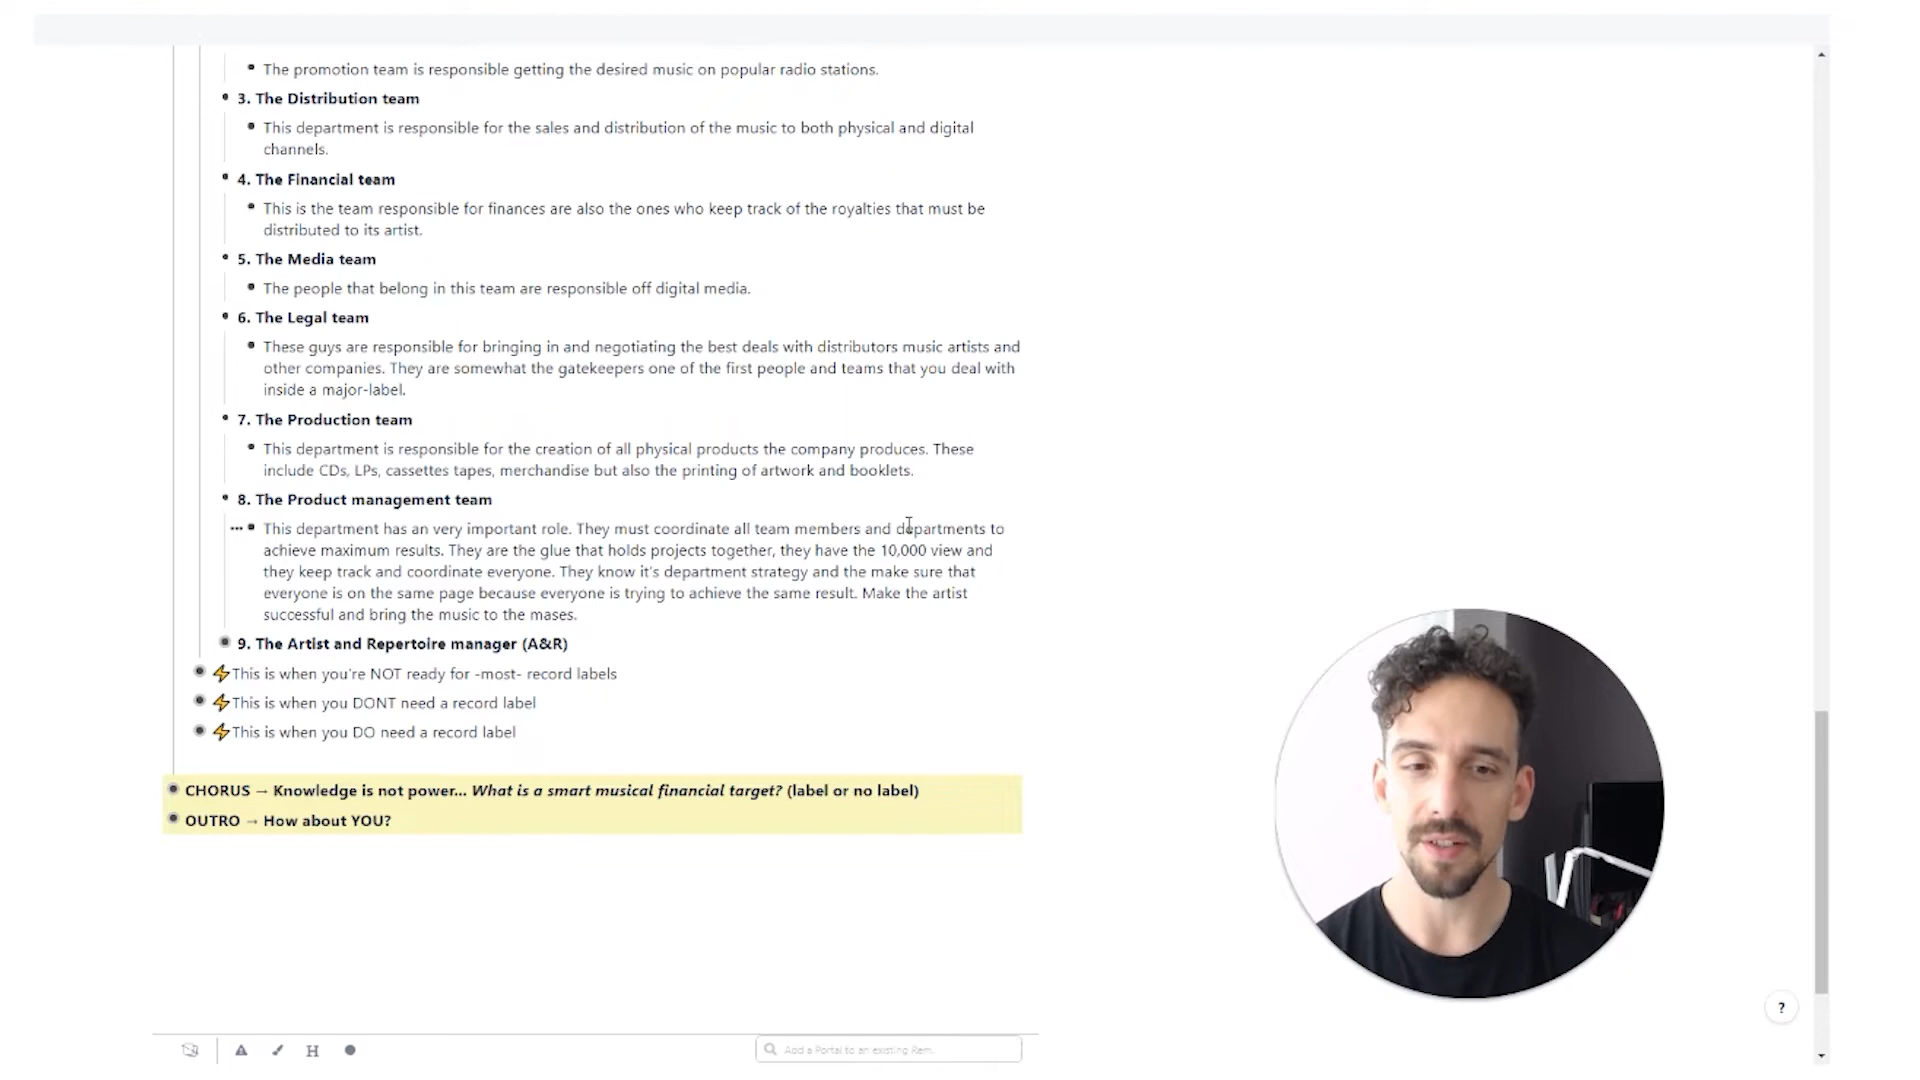 The promotion team is responsible getting the desired music on popular radio stations.
3. The Distribution team
This department is responsible for the sales and distribution of the music to both physical and digital
channels.
4. The Financial team
This is the team responsible for finances are also the ones who keep track of the royalties that must be
distributed to its artist.
5. The Media team
The people that belong in this team are responsible off digital media.
6. The Legal team
These guys are responsible for bringing in and negotiating the best deals with distributors music artists and
other companies. They are somewhat the gatekeepers one of the first people and teams that you deal with
inside a major-label.
7. The Production team
This department is responsible for the creation of all physical products the company produces. These
include CDs, LPs, cassettes tapes, merchandise but also the printing of artwork and booklets.
8. The Product management team
This department has an very important role. They must coordinate all team members and departments to
achieve maximum results. They are the glue that holds projects together, they have the 10,000 view and
they keep track and coordinate everyone. They know it's department strategy and the make sure that
everyone is on the same page because everyone is trying to achieve the same result. Make the artist
successful and bring the music to the mases.
9. The Artist and Repertoire manager (A&R)
⚡This is when you're NOT ready for -most- record labels
⚡This is when you DONT need a record label
⚡This is when you DO need a record label
CHORUS → Knowledge is not power... What is a smart musical financial target? (label or no label)
OUTRO → How about YOU?
H
Add a Portal to an existing Rem.
?